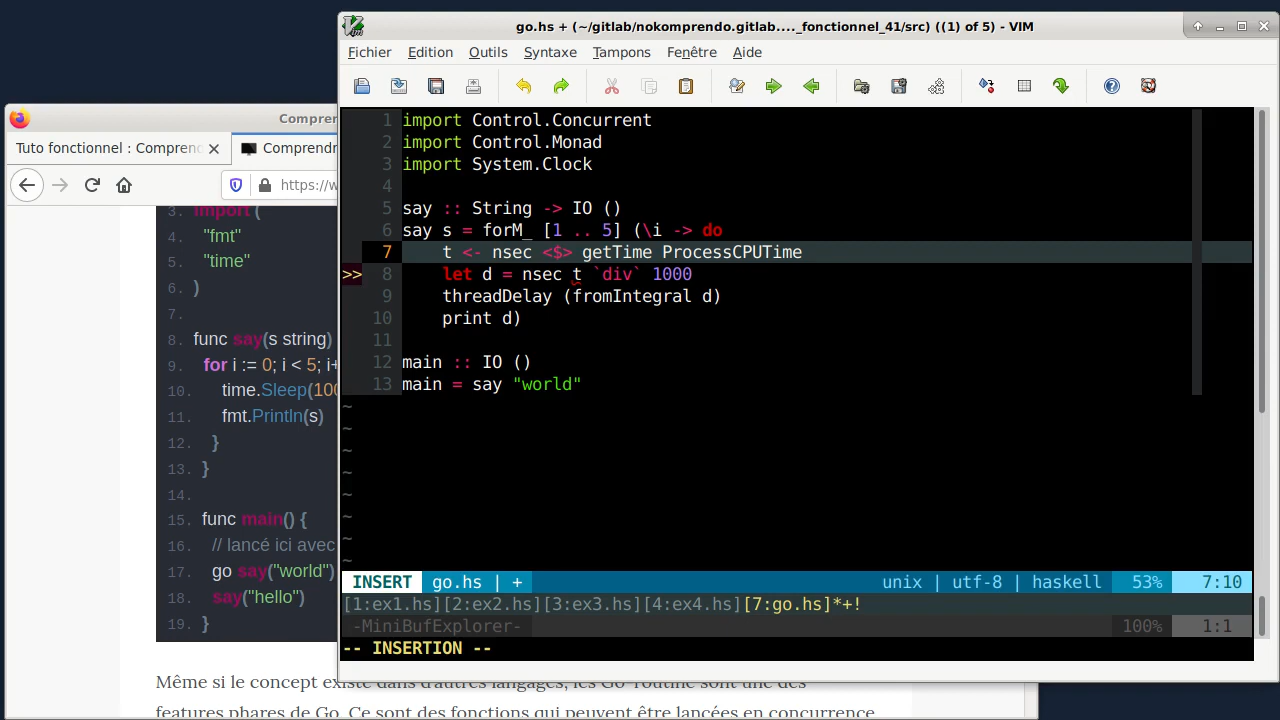 go.hs + (~/gitlab/nokomprendo.gitlab...._fonctionnel_41/src) ((1) of 5) - VIM
Fichier Edition Outils Syntaxe Tampons Fenêtre Aide
1 import Control.Concurrent
2 import Control.Monad
3 import System.Clock
4
5 say :: String -> IO ()
6 say s = forM_ [1 .. 5] (\i -> do
7 t <- nsec <$> getTime ProcessCPUTime
>> 8 let d = nsec t `div` 1000
9 threadDelay (fromIntegral d)
10 print d)
11
12 main :: IO ()
13 main = say "world"
~
~
~
~
~
~
~
~
INSERT go.hs | + unix | utf-8 | haskell 53% 7:10
[1:ex1.hs][2:ex2.hs][3:ex3.hs][4:ex4.hs][7:go.hs]*+!
-MiniBufExplorer- 100% 1:1
-- INSERTION --
Compren
Tuto fonctionnel : Comprend
Comprendr
https://w
3. import (
4. "fmt"
5. "time"
6. )
7.
8. func say(s string)
9. for i := 0; i < 5; i+
10. time.Sleep(100
11. fmt.Println(s)
12. }
13. }
14.
15. func main() {
16. // lancé ici avec
17. go say("world")
18. say("hello")
19. }
Même si le concept existe dans d'autres langages, les Go-routine sont une des
features phares de Go. Ce sont des fonctions qui peuvent être lancées en concurrence